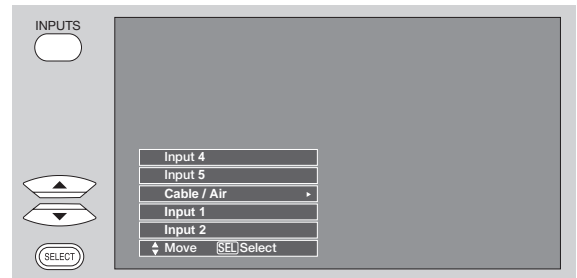 INPUTS
Input 4
Input 5
Cable / Air
Input 1
Input 2
Move SEL Select
SELECT